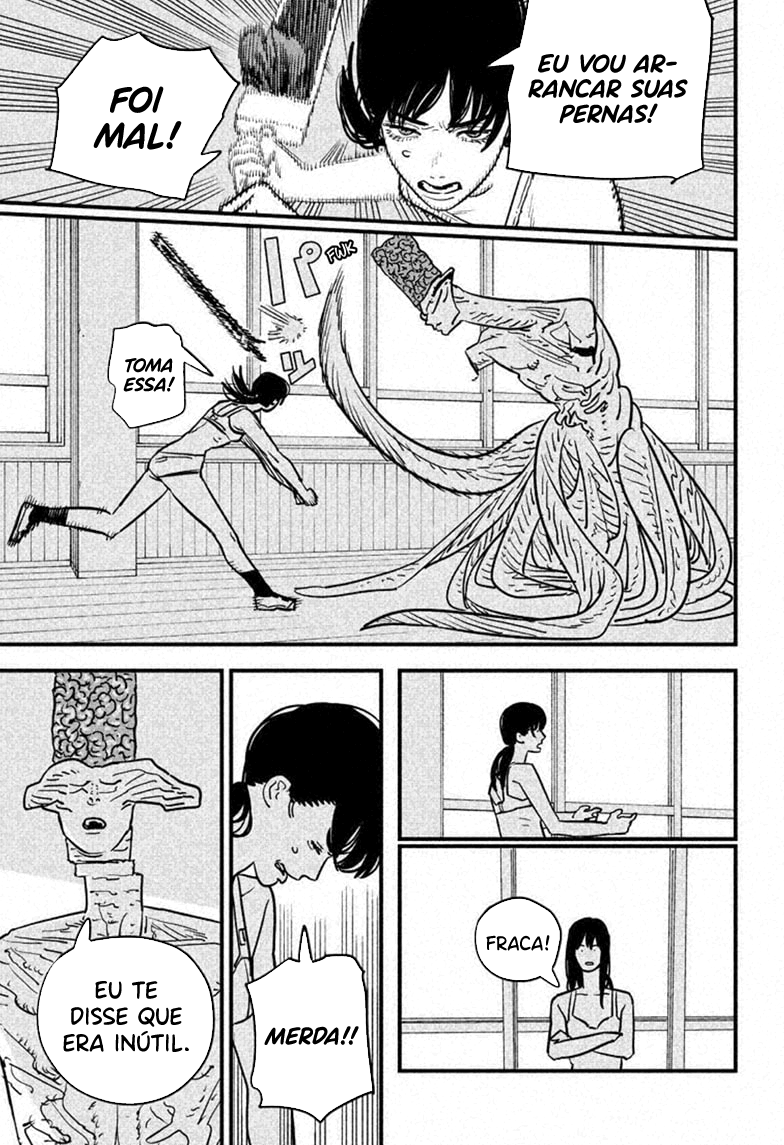 EU VOU AR-
RANCAR SUAS
PERNAS!
FOI
MAL!
FWK
TOMA
ESSA!
FRACA!
MERDA!!
EU TE
DISSE QUE
ERA INÚTIL.